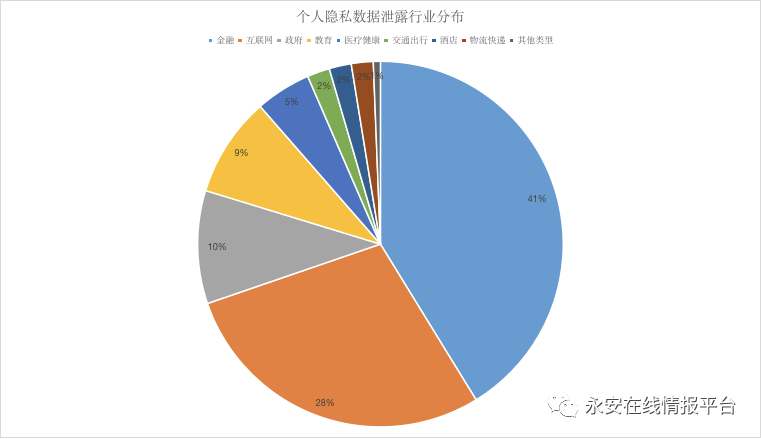 个人隐私数据泄露行业分布
金融 互联网 政府 教育 医疗健康 交通出行 酒店 物流快递 其他类型
2% 2% 2% 1%
5%
9%
41%
10%
28%
永安在线情报平台